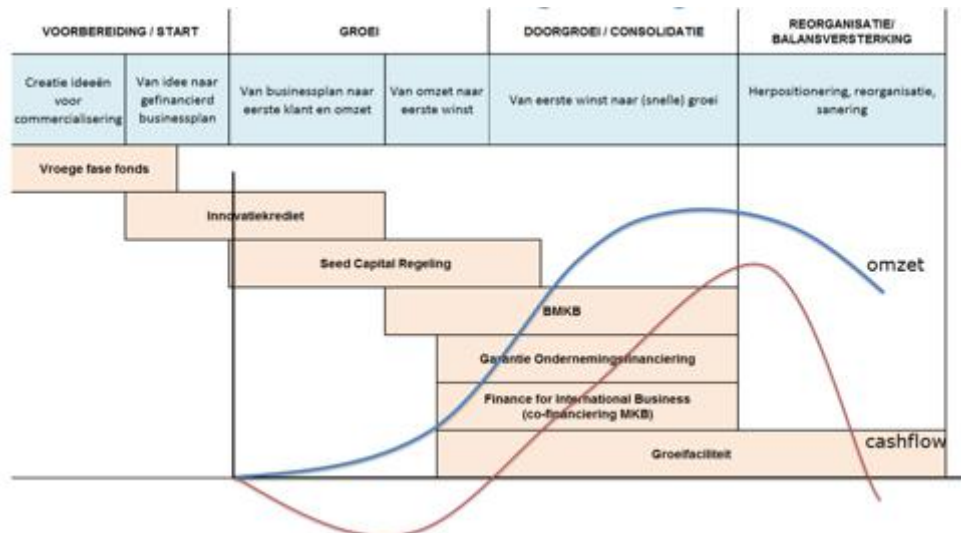 VOORBEREIDING / START
GROEI
DOORGROEI / CONSOLIDATIE
REORGANISATIE/
BALANSVERSTERKING
Creatie ideeën
voor
commercialisering
Van idee naar
gefinancierd
businessplan
Van businessplan naar
eerste klant en omzet
Van omzet naar
eerste winst
Van eerste winst naar (snelle) groei
Herpositionering, reorganisatie,
sanering
Vroege fase fonds
Innovatiekrediet
Seed Capital Regeling
omzet
BMKB
Garantie Ondernemingsfinanciering
Finance for International Business
(co-financiering MKB)
cashflow
Groeifaciliteit